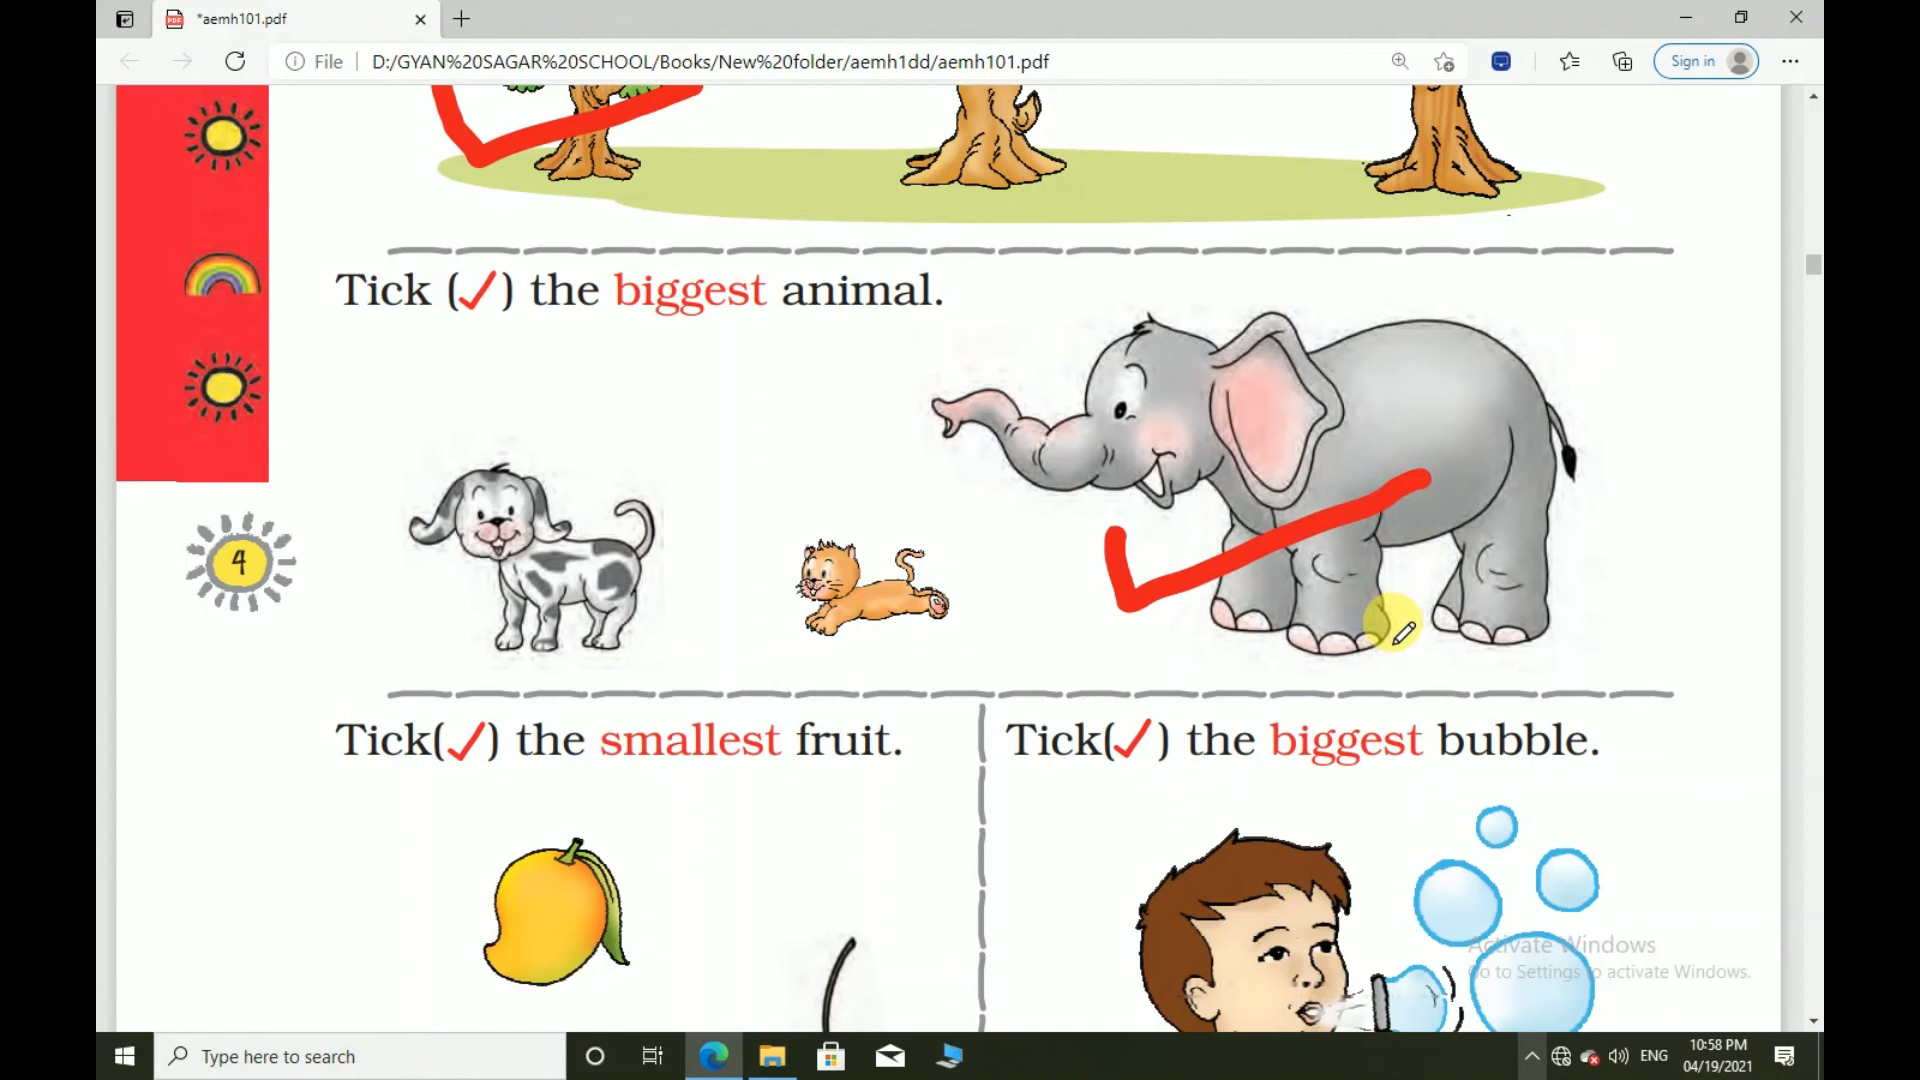 *aemh101.pdf
File D:/GYAN%20SAGAR%20SCHOOL/Books/New%20folder/aemh1dd/aemh101.pdf
Sign in
Tick (✓) the biggest animal.
4
Tick(✓) the smallest fruit.
Tick(✓) the biggest bubble.
Activate Windows
Go to Settings to activate Windows.
Type here to search
ENG
10:58 PM
04/19/2021